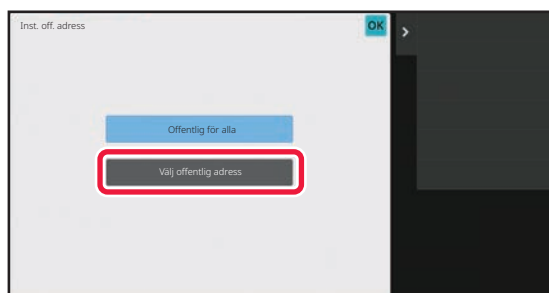 Inst. off. adress
OK
Offentlig för alla
Välj offentlig adress